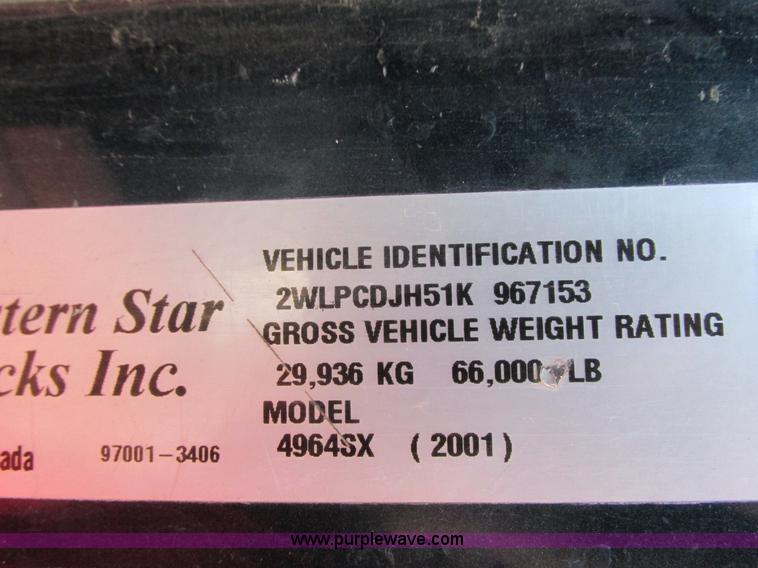 VEHICLE IDENTIFICATION NO.
2WLPCDJH51K 967153
GROSS VEHICLE WEIGHT RATING
29,936 KG 66,000 LB
MODEL
4964SX (2001)
tern Star
cks Inc.
ada 97001-3406
www.purplewave.com